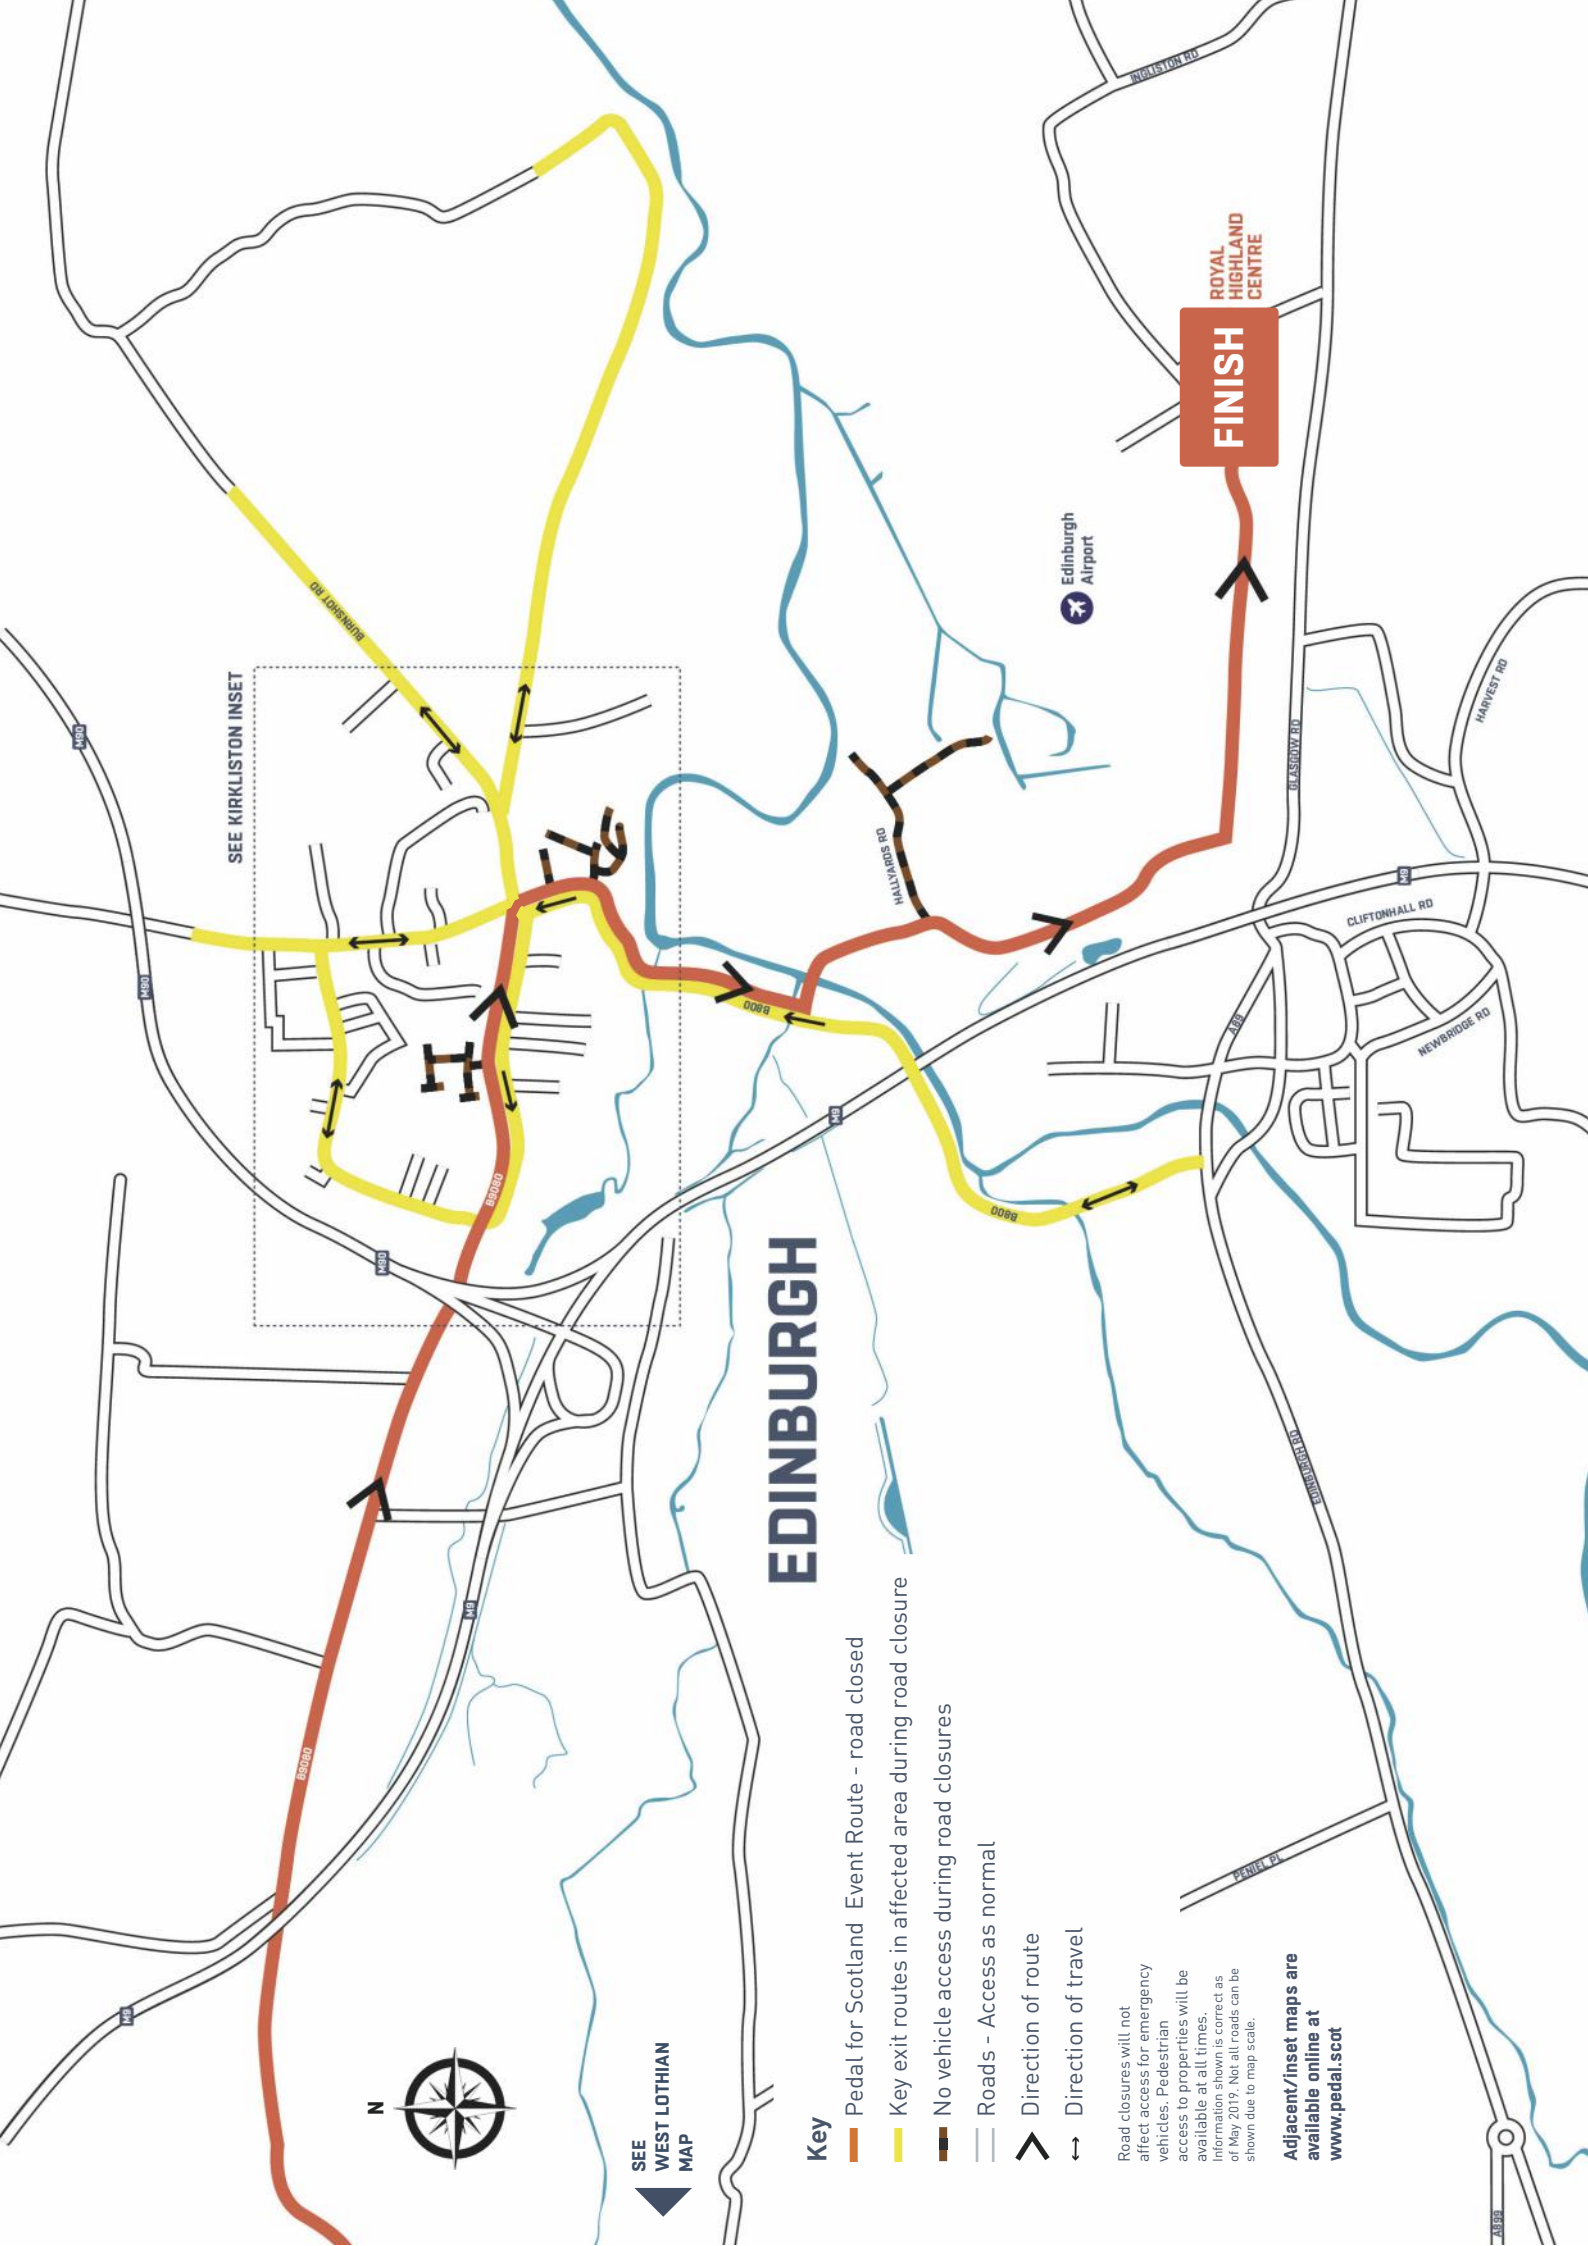 EDINBURGH
SEE KIRKLISTON INSET
SEE
WEST LOTHIAN
MAP
N
FINISH
ROYAL
HIGHLAND
CENTRE
Edinburgh
Airport
INGLISTON RD
BURNSHOT RD
HALLYARDS RD
GLASGOW RD
HARVEST RD
CLIFTONHALL RD
NEWBRIDGE RD
EDINBURGH RD
PENIEL PL
M90
M90
M90
M9
M9
M9
M9
B9080
B9080
B800
B800
A89
A899
Key
Pedal for Scotland Event Route - road closed
Key exit routes in affected area during road closure
No vehicle access during road closures
Roads - Access as normal
Direction of route
Direction of travel
Road closures will not
affect access for emergency
vehicles. Pedestrian
access to properties will be
available at all times.
Information shown is correct as
of May 2019. Not all roads can be
shown due to map scale.
Adjacent/inset maps are
available online at
www.pedal.scot